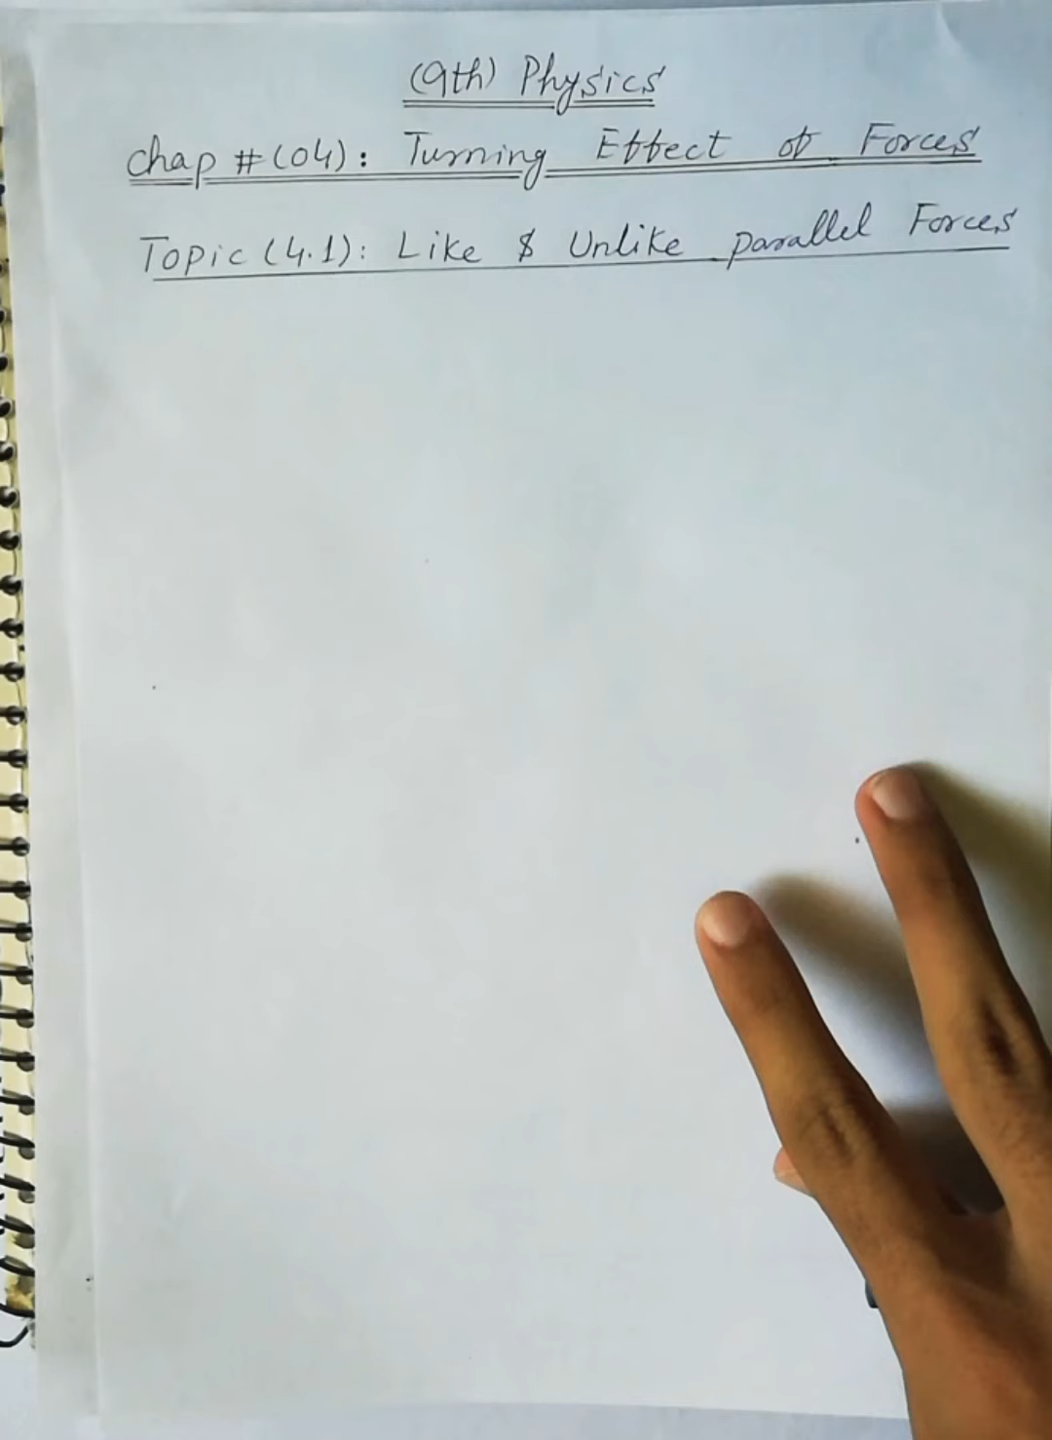 (9th) Physics
Chap #(04): Turning Effect of Forces
Topic (4.1): Like & Unlike parallel Forces